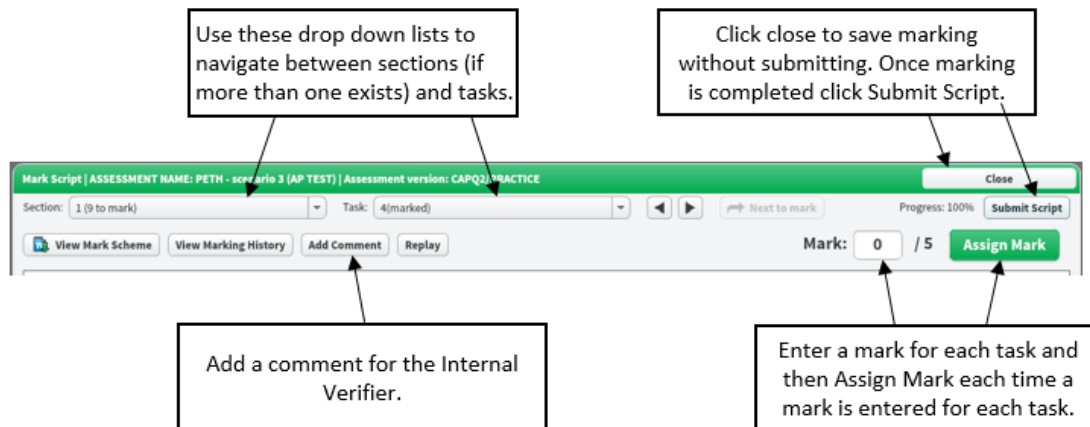 Use these drop down lists to
navigate between sections (if
more than one exists) and tasks.
Click close to save marking
without submitting. Once marking
is completed click Submit Script.
Mark Script | ASSESSMENT NAME: PETH - scenario 3 (AP TEST) | Assessment version: CAPQ2/PRACTICE
Close
Section: 1 (9 to mark) Task: 4(marked) Next to mark Progress: 100% Submit Script
View Mark Scheme View Marking History Add Comment Replay Mark: 0 / 5 Assign Mark
Add a comment for the Internal
Verifier.
Enter a mark for each task and
then Assign Mark each time a
mark is entered for each task.